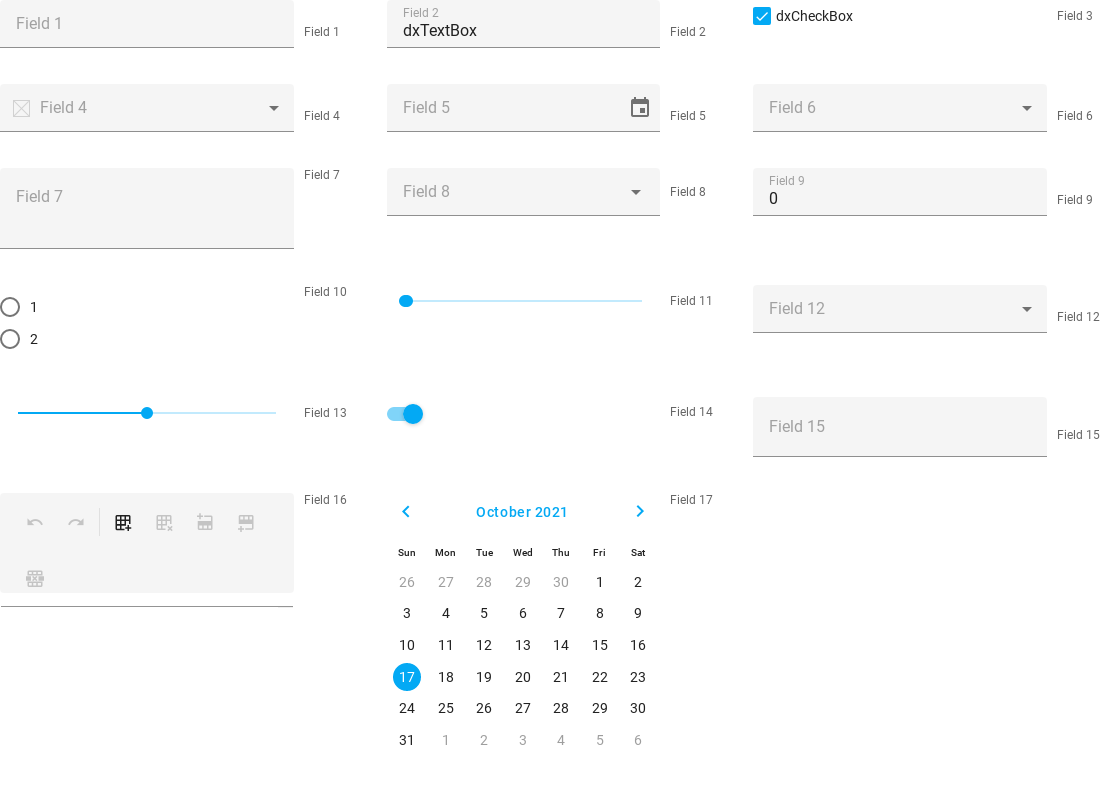 Field 1
Field 1
Field 2
dxTextBox
Field 2
dxCheckBox
Field 3
Field 4
Field 4
Field 5
Field 5
Field 6
Field 6
Field 7
Field 7
Field 8
Field 8
Field 9
0
Field 9
1
2
Field 10
Field 11
Field 12
Field 12
Field 13
Field 14
Field 15
Field 15
Field 16
October 2021
Sun Mon Tue Wed Thu Fri Sat
26 27 28 29 30 1 2
3 4 5 6 7 8 9
10 11 12 13 14 15 16
17 18 19 20 21 22 23
24 25 26 27 28 29 30
31 1 2 3 4 5 6
Field 17